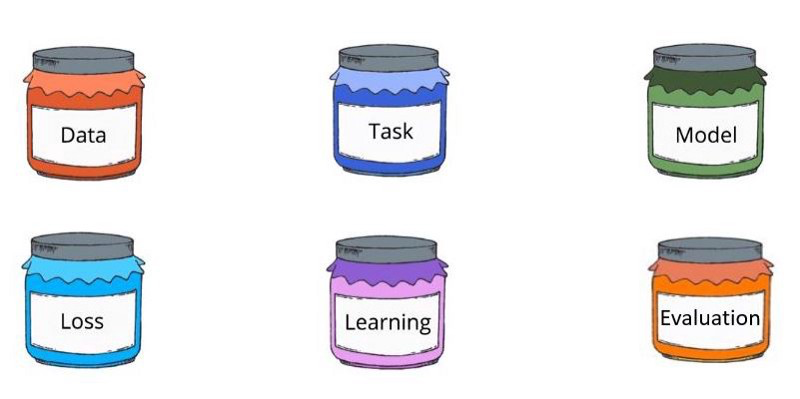 Data
Task
Model
Loss
Learning
Evaluation